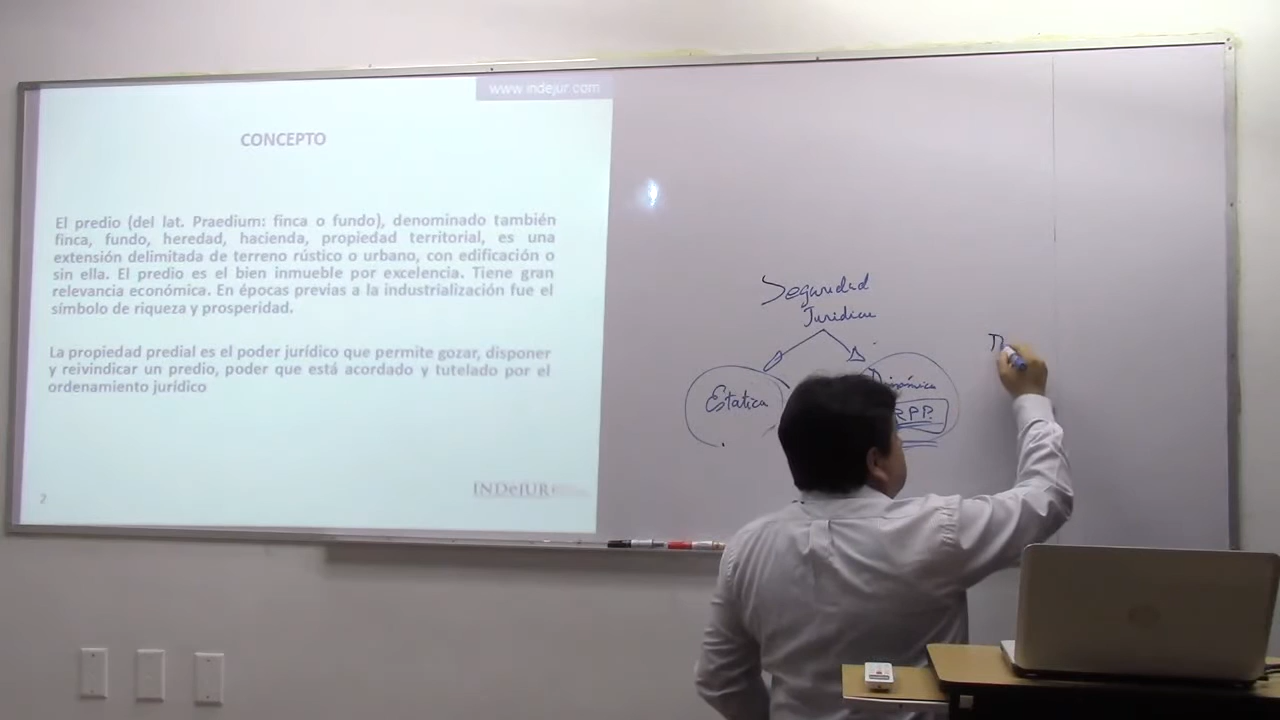 www.indejur.com
CONCEPTO
El predio (del lat. Praedium: finca o fundo), denominado también
finca, fundo, heredad, hacienda, propiedad territorial, es una
extensión delimitada de terreno rústico o urbano, con edificación o
sin ella. El predio es el bien inmueble por excelencia. Tiene gran
relevancia económica. En épocas previas a la industrialización fue el
símbolo de riqueza y prosperidad.
La propiedad predial es el poder jurídico que permite gozar, disponer
y reivindicar un predio, poder que está acordado y tutelado por el
ordenamiento jurídico
INDeJUR
2
Seguridad
Juridica
Estatica
Dinámica
RPP.